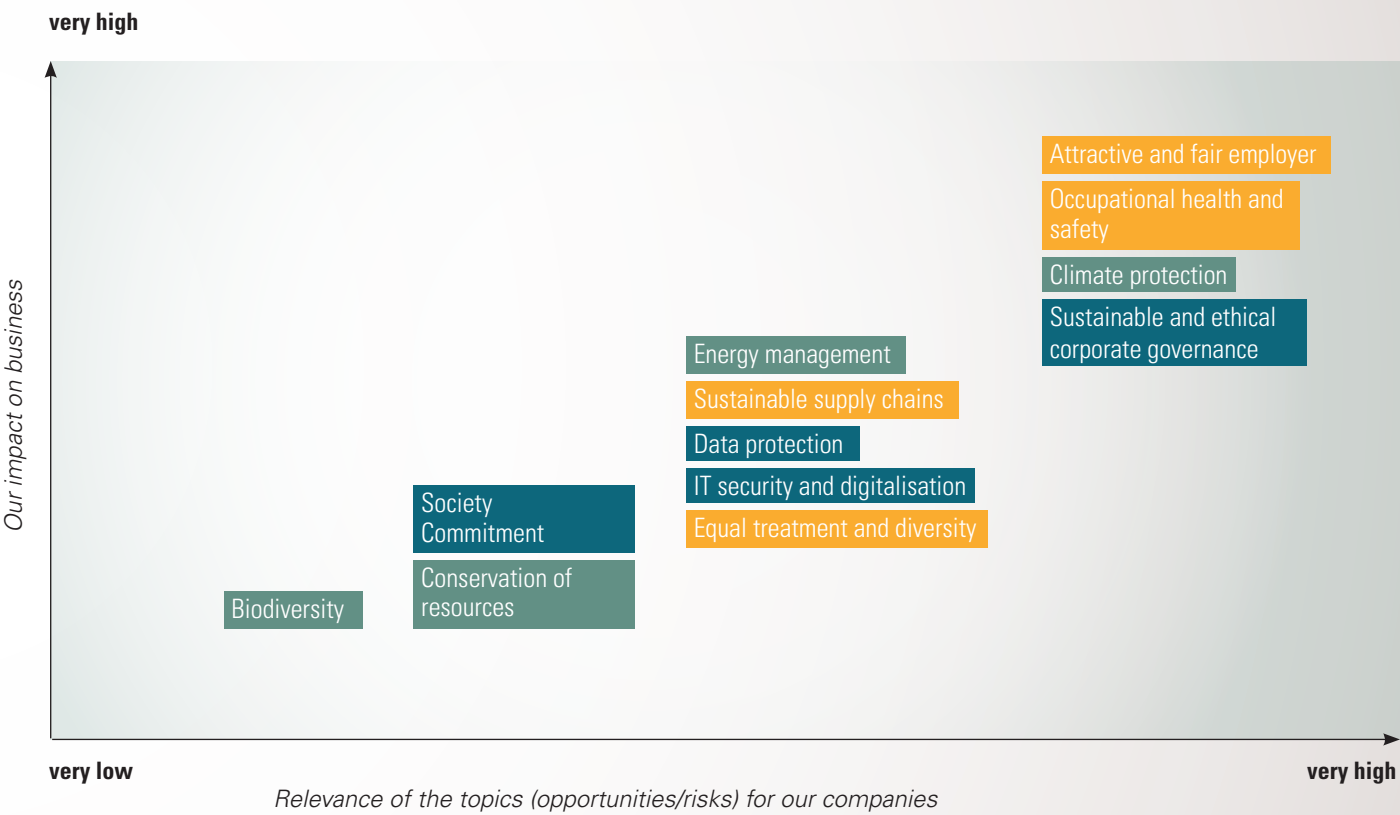 very high
Our impact on business
Attractive and fair employer
Occupational health and
safety
Climate protection
Sustainable and ethical
corporate governance
Energy management
Sustainable supply chains
Data protection
IT security and digitalisation
Equal treatment and diversity
Society
Commitment
Conservation of
resources
Biodiversity
very low
very high
Relevance of the topics (opportunities/risks) for our companies